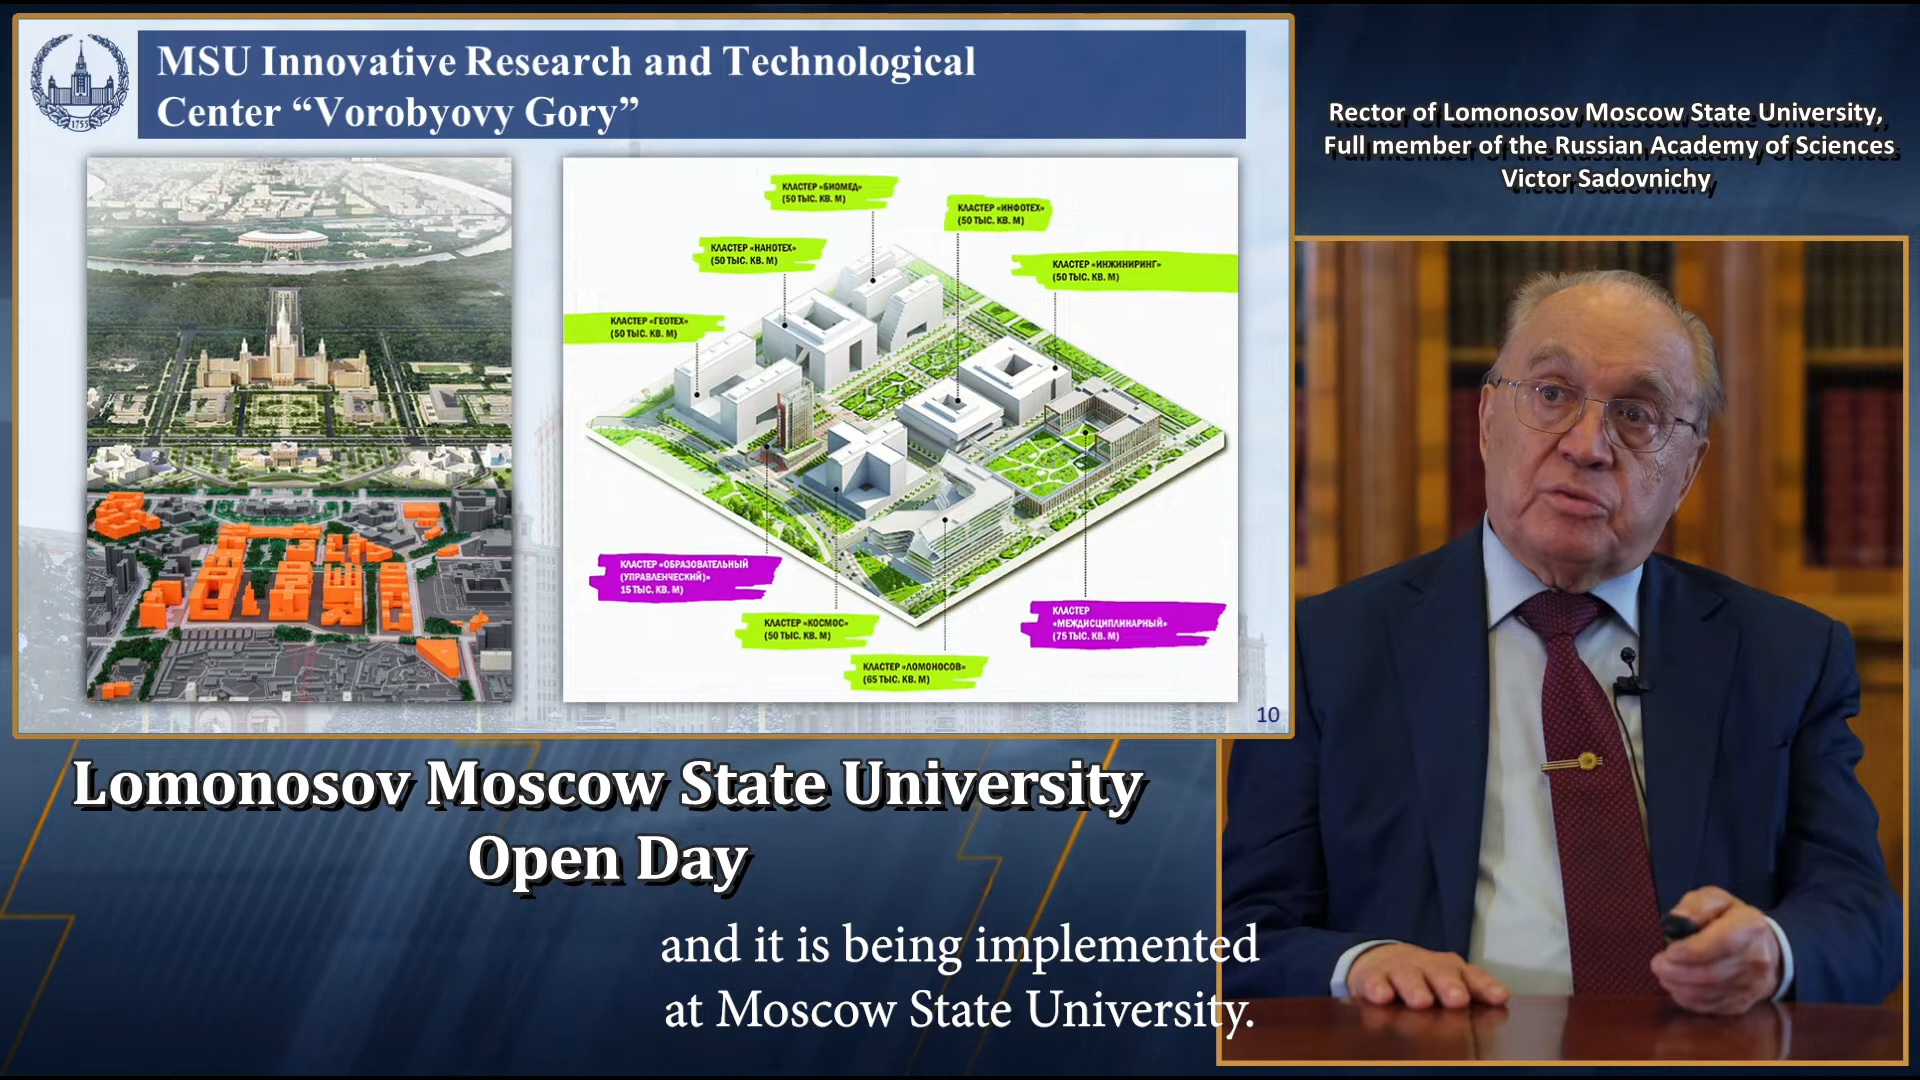 MSU Innovative Research and Technological
Center “Vorobyovy Gory”
1755
КЛАСТЕР «БИОМЕД»
(50 ТЫС. КВ. М)
КЛАСТЕР «ИНФОТЕХ»
(50 ТЫС. КВ. М)
КЛАСТЕР «НАНОТЕХ»
(50 ТЫС. КВ. М)
КЛАСТЕР «ИНЖИНИРИНГ»
(50 ТЫС. КВ. М)
КЛАСТЕР «ГЕОТЕХ»
(50 ТЫС. КВ. М)
КЛАСТЕР «ОБРАЗОВАТЕЛЬНЫЙ
(УПРАВЛЕНЧЕСКИЙ)»
15 ТЫС. КВ. М)
КЛАСТЕР «КОСМОС»
(50 ТЫС. КВ. М)
КЛАСТЕР
«МЕЖДИСЦИПЛИНАРНЫЙ»
(75 ТЫС. КВ. М)
КЛАСТЕР «ЛОМОНОСОВ»
(65 ТЫС. КВ. М)
10
Rector of Lomonosov Moscow State University,
Full member of the Russian Academy of Sciences
Victor Sadovnichy
Lomonosov Moscow State University
Open Day
and it is being implemented
at Moscow State University.